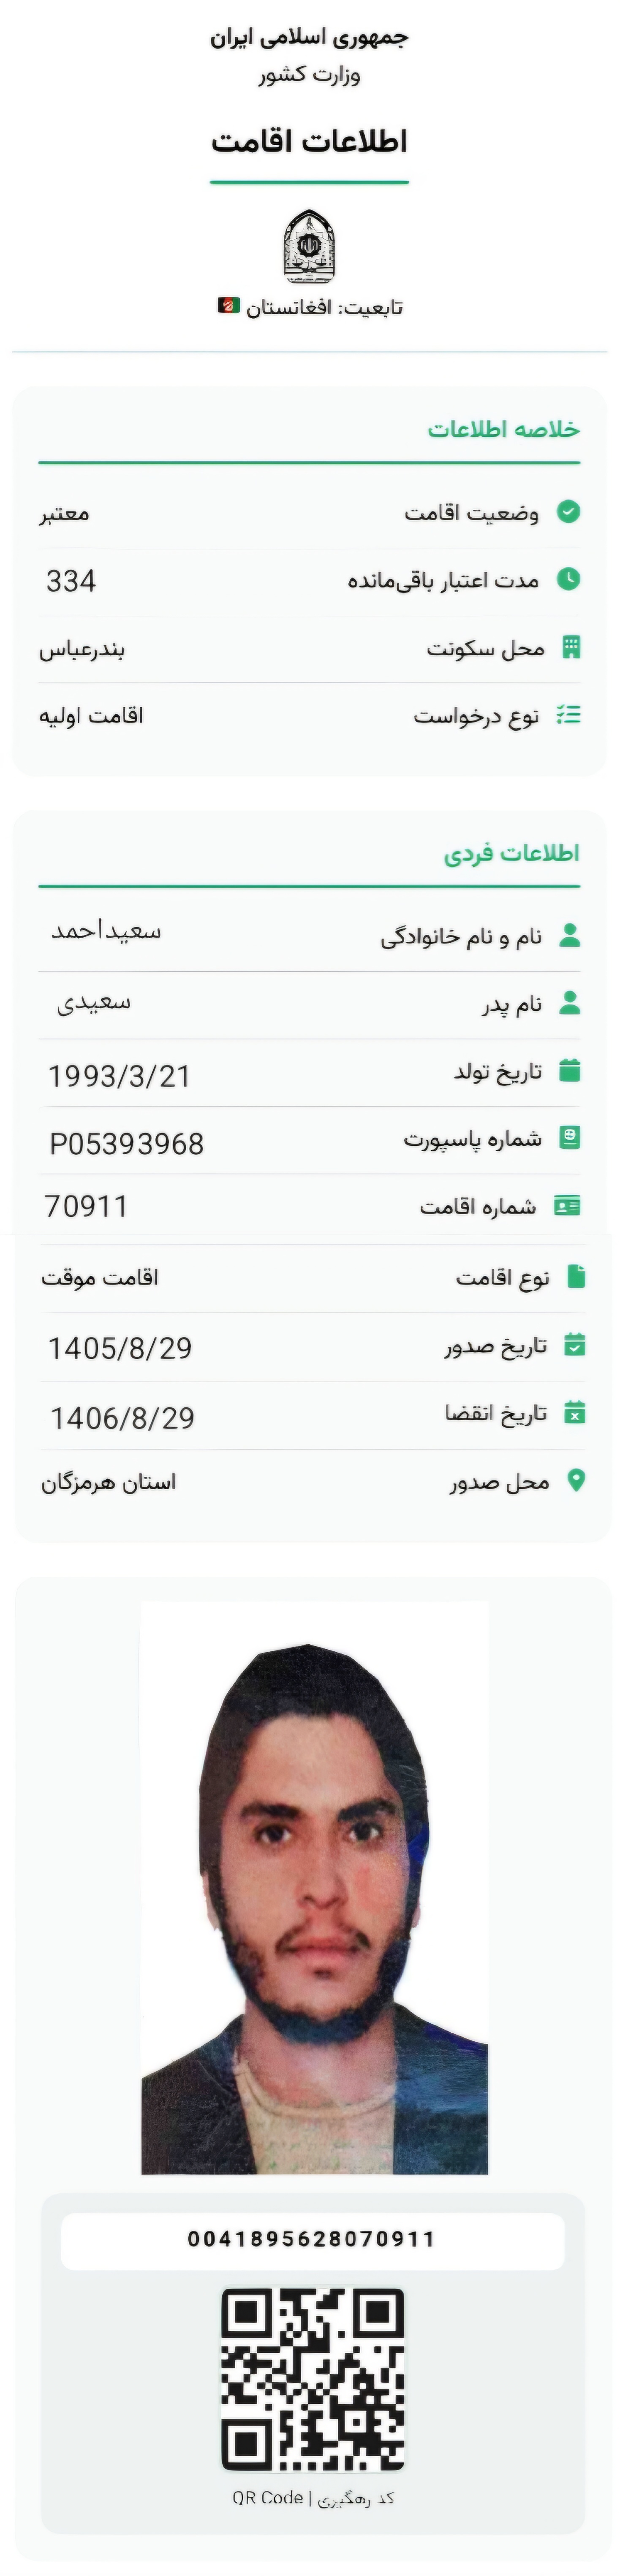 جمهوری اسلامی ایران
وزارت کشور
اطلاعات اقامت
تابعیت: افغانستان
خلاصه اطلاعات
وضعیت اقامت معتبر
مدت اعتبار باقی‌مانده 334
محل سکونت بندرعباس
نوع درخواست اقامت اولیه
اطلاعات فردی
نام و نام خانوادگی سعیداحمد
نام پدر سعیدی
تاریخ تولد 1993/3/21
شماره پاسپورت P05393968
شماره اقامت 70911
نوع اقامت اقامت موقت
تاریخ صدور 1405/8/29
تاریخ انقضا 1406/8/29
محل صدور استان هرمزگان
0041895628070911
کد رهگیری | QR Code